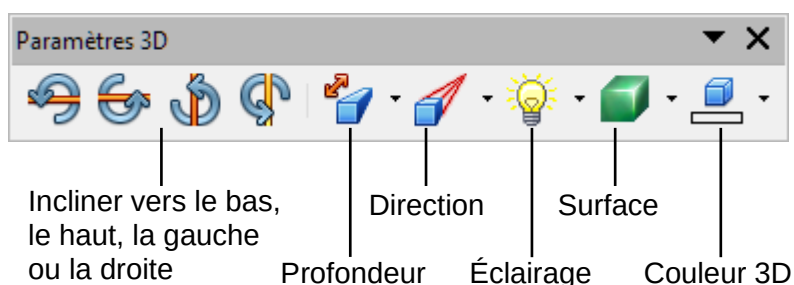 Paramètres 3D
Incliner vers le bas,
le haut, la gauche
ou la droite
Profondeur
Direction
Éclairage
Surface
Couleur 3D